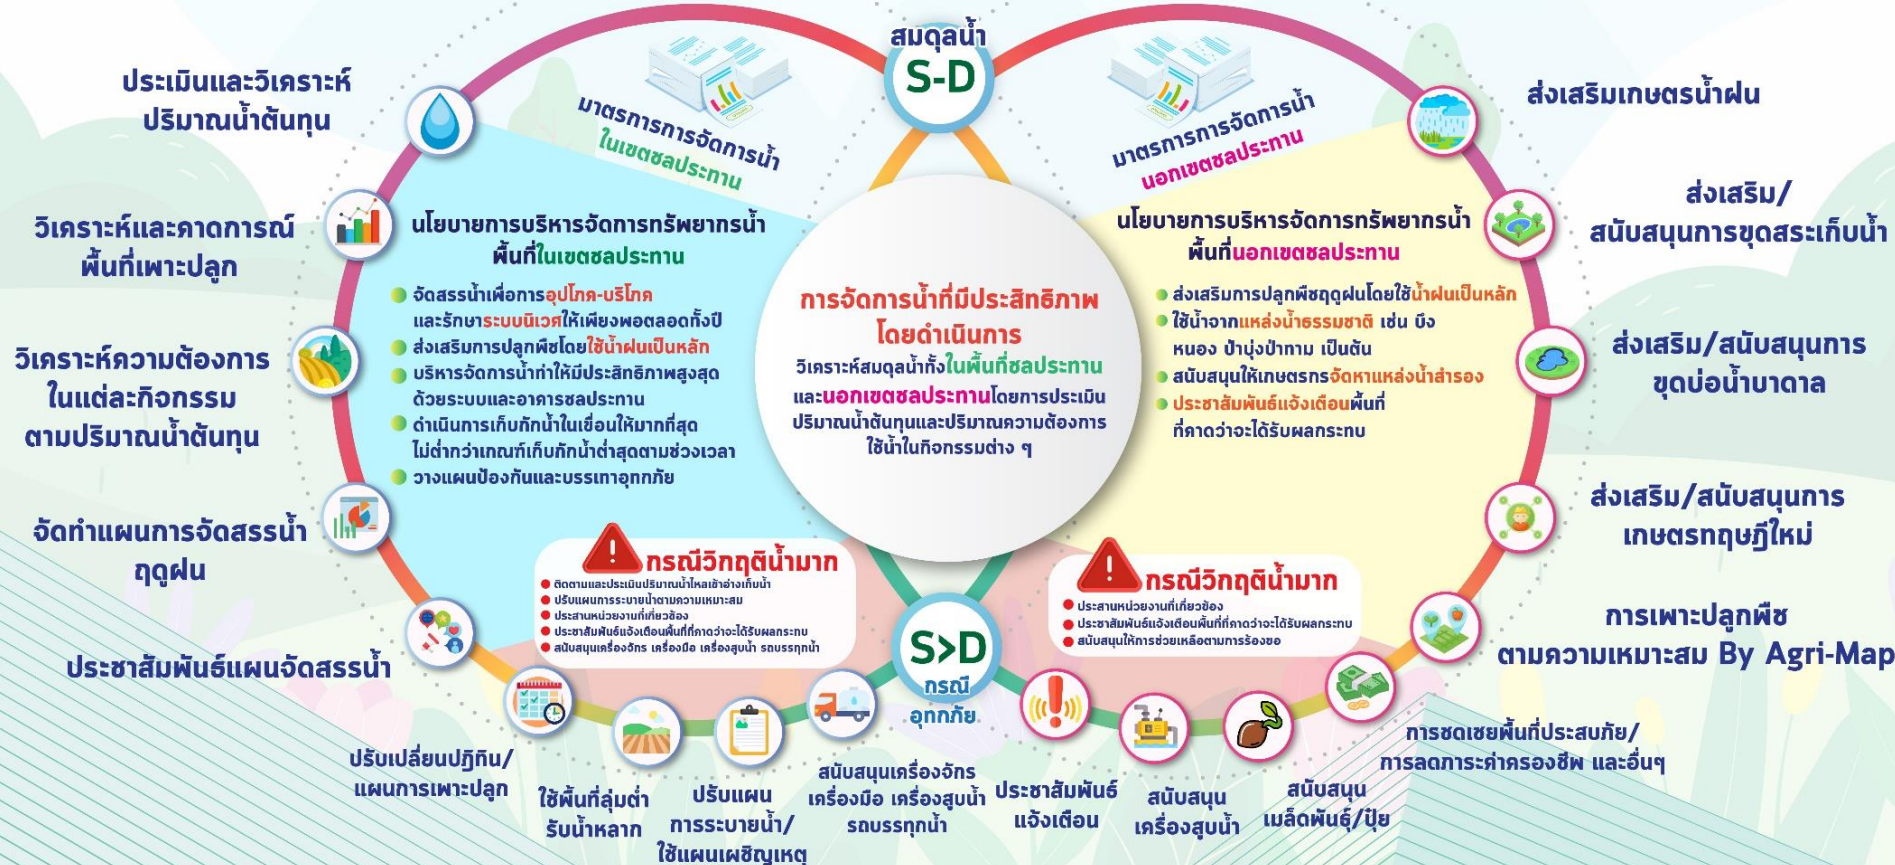 สมดุลน้ำ
S-D
มาตรการการจัดการน้ำ
ในเขตชลประทาน
มาตรการการจัดการน้ำ
นอกเขตชลประทาน
ประเมินและวิเคราะห์
ปริมาณน้ำต้นทุน
วิเคราะห์และคาดการณ์
พื้นที่เพาะปลูก
วิเคราะห์ความต้องการ
ในแต่ละกิจกรรม
ตามปริมาณน้ำต้นทุน
จัดทำแผนการจัดสรรน้ำ
ฤดูฝน
ประชาสัมพันธ์แผนจัดสรรน้ำ
ปรับเปลี่ยนปฏิทิน/
แผนการเพาะปลูก
ใช้พื้นที่ลุ่มต่ำ
รับน้ำหลาก
ปรับแผน
การระบายน้ำ/
ใช้แผนเผชิญเหตุ
สนับสนุนเครื่องจักร
เครื่องมือ เครื่องสูบน้ำ
รถบรรทุกน้ำ
นโยบายการบริหารจัดการทรัพยากรน้ำ
พื้นที่ในเขตชลประทาน
จัดสรรน้ำเพื่อการอุปโภค-บริโภค
และรักษาระบบนิเวศให้เพียงพอตลอดทั้งปี
ส่งเสริมการปลูกพืชโดยใช้น้ำฝนเป็นหลัก
บริหารจัดการน้ำท่าให้มีประสิทธิภาพสูงสุด
ด้วยระบบและอาคารชลประทาน
ดำเนินการเก็บกักน้ำในเขื่อนให้มากที่สุด
ไม่ต่ำกว่าเกณฑ์เก็บกักน้ำต่ำสุดตามช่วงเวลา
วางแผนป้องกันและบรรเทาอุทกภัย
กรณีวิกฤติน้ำมาก
ติดตามและประเมินปริมาณน้ำไหลเข้าอ่างเก็บน้ำ
ปรับแผนการระบายน้ำตามความเหมาะสม
ประสานหน่วยงานที่เกี่ยวข้อง
ประชาสัมพันธ์แจ้งเตือนพื้นที่ที่คาดว่าจะได้รับผลกระทบ
สนับสนุนเครื่องจักร เครื่องมือ เครื่องสูบน้ำ รถบรรทุกน้ำ
การจัดการน้ำที่มีประสิทธิภาพ
โดยดำเนินการ
วิเคราะห์สมดุลน้ำทั้งในพื้นที่ชลประทาน
และนอกเขตชลประทานโดยการประเมิน
ปริมาณน้ำต้นทุนและปริมาณความต้องการ
ใช้น้ำในกิจกรรมต่าง ๆ
S>D
กรณี
อุทกภัย
นโยบายการบริหารจัดการทรัพยากรน้ำ
พื้นที่นอกเขตชลประทาน
ส่งเสริมการปลูกพืชฤดูฝนโดยใช้น้ำฝนเป็นหลัก
ใช้น้ำจากแหล่งน้ำธรรมชาติ เช่น บึง
หนอง ป่าบุ่งป่าทาม เป็นต้น
สนับสนุนให้เกษตรกรจัดหาแหล่งน้ำสำรอง
ประชาสัมพันธ์แจ้งเตือนพื้นที่
ที่คาดว่าจะได้รับผลกระทบ
กรณีวิกฤติน้ำมาก
ประสานหน่วยงานที่เกี่ยวข้อง
ประชาสัมพันธ์แจ้งเตือนพื้นที่ที่คาดว่าจะได้รับผลกระทบ
สนับสนุนให้การช่วยเหลือตามการร้องขอ
ส่งเสริมเกษตรน้ำฝน
ส่งเสริม/
สนับสนุนการขุดสระเก็บน้ำ
ส่งเสริม/สนับสนุนการ
ขุดบ่อน้ำบาดาล
ส่งเสริม/สนับสนุนการ
เกษตรทฤษฎีใหม่
การเพาะปลูกพืช
ตามความเหมาะสม By Agri-Map
การชดเชยพื้นที่ประสบภัย/
การลดภาระค่าครองชีพ และอื่นๆ
สนับสนุน
เมล็ดพันธุ์/ปุ๋ย
สนับสนุน
เครื่องสูบน้ำ
ประชาสัมพันธ์
แจ้งเตือน